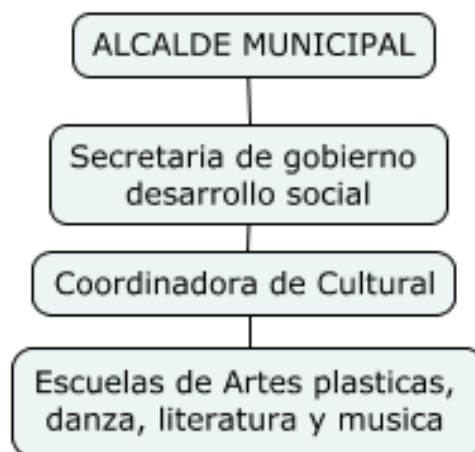 ALCALDE MUNICIPAL
Secretaria de gobierno
desarrollo social
Coordinadora de Cultural
Escuelas de Artes plasticas,
danza, literatura y musica